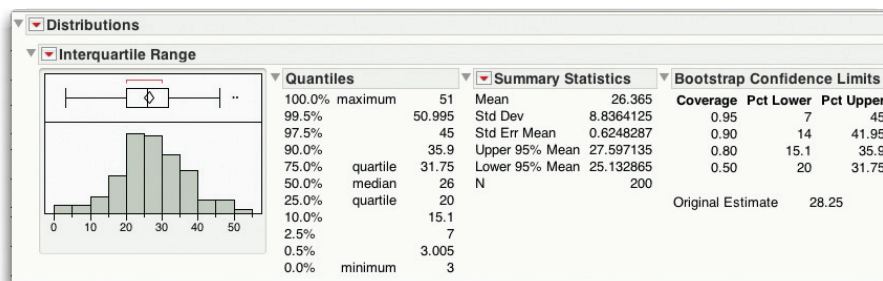 Distributions
Interquartile Range
0 10 20 30 40 50
Quantiles
100.0% maximum 51
99.5% 50.995
97.5% 45
90.0% 35.9
75.0% quartile 31.75
50.0% median 26
25.0% quartile 20
10.0% 15.1
2.5% 7
0.5% 3.005
0.0% minimum 3
Summary Statistics
Mean 26.365
Std Dev 8.8364125
Std Err Mean 0.6248287
Upper 95% Mean 27.597135
Lower 95% Mean 25.132865
N 200
Bootstrap Confidence Limits
Coverage Pct Lower Pct Upper
0.95 7 45
0.90 14 41.95
0.80 15.1 35.9
0.50 20 31.75
Original Estimate 28.25